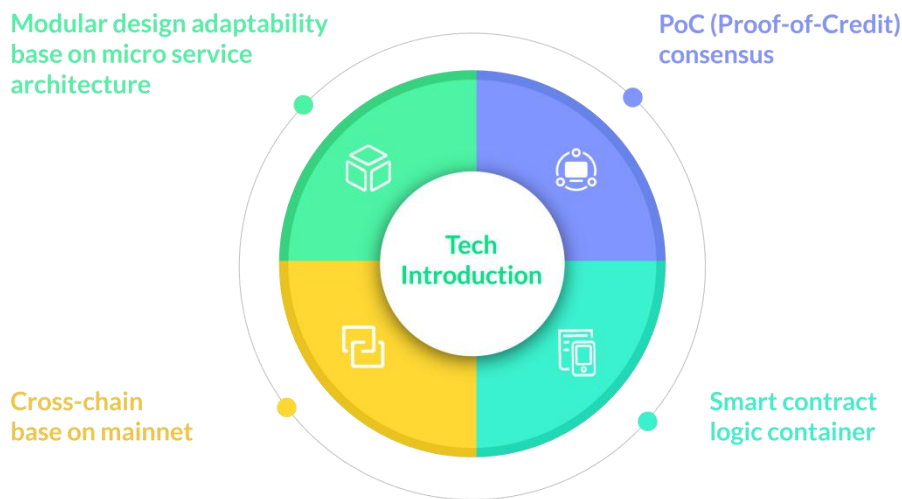 Modular design adaptability
base on micro service
architecture
PoC (Proof-of-Credit)
consensus
Tech
Introduction
Cross-chain
base on mainnet
Smart contract
logic container